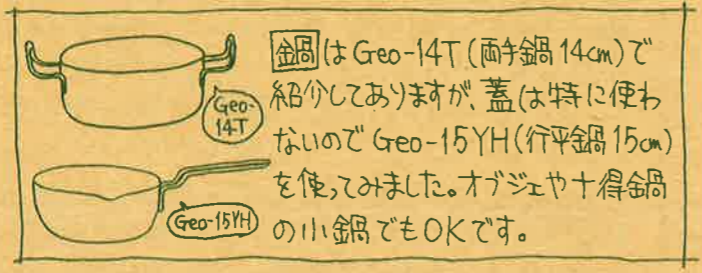 鍋はGeo-14T(両手鍋14cm)で
紹介してありますが、蓋は特に使わ
ないのでGeo-15YH(行平鍋15cm)
を使ってみました。オブジェや十得鍋
の小鍋でもOKです。
Geo-
14T
Geo-15YH